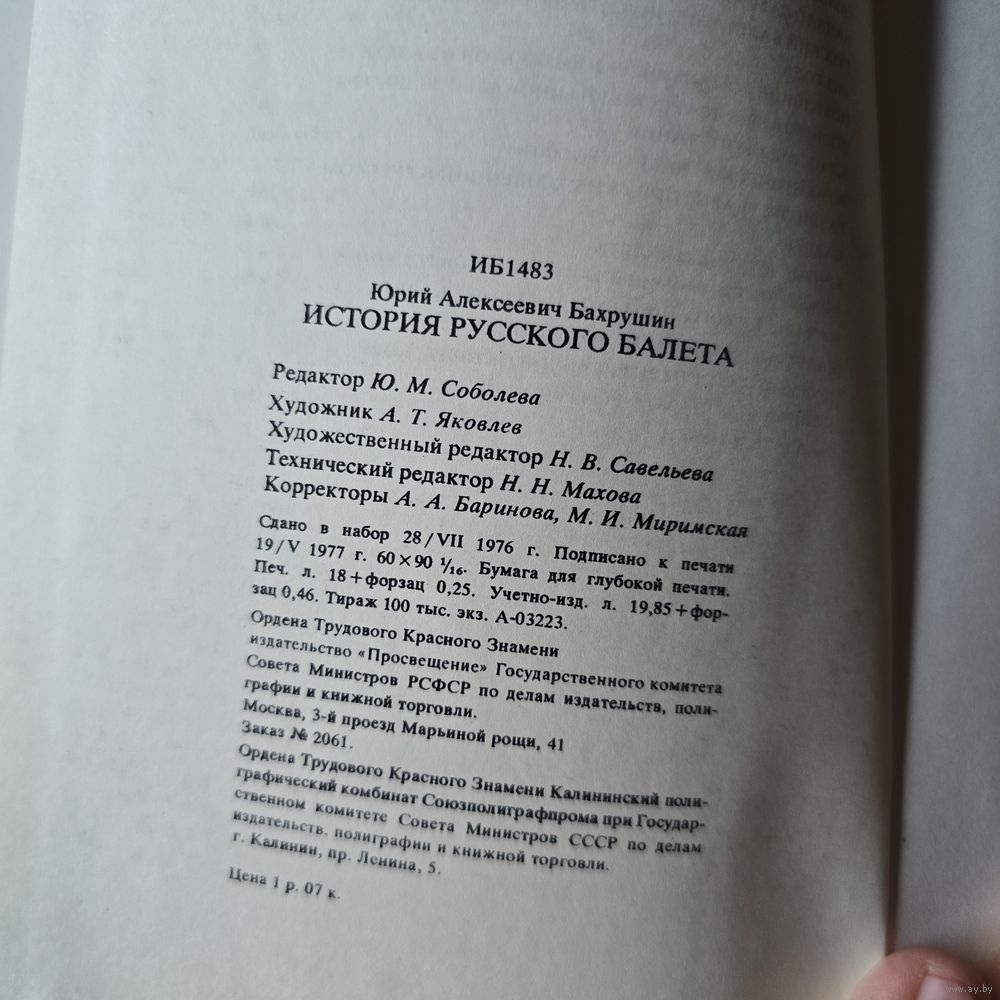 ИБ1483
Юрий Алексеевич Бахрушин
ИСТОРИЯ РУССКОГО БАЛЕТА
Редактор Ю. М. Соболева
Художник А. Т. Яковлев
Художественный редактор Н. В. Савельева
Технический редактор Н. Н. Махова
Корректоры А. А. Баринова, М. И. Миримская
Сдано в набор 28/VII 1976 г. Подписано к печати
19/V 1977 г. 60×90 1/16. Бумага для глубокой печати.
Печ. л. 18+форзац 0,25. Учетно-изд. л. 19,85+фор-
зац 0,46. Тираж 100 тыс. экз. А-03223.
Ордена Трудового Красного Знамени
издательство «Просвещение» Государственного комитета
Совета Министров РСФСР по делам издательств, поли-
графии и книжной торговли.
Москва, 3-й проезд Марьиной рощи, 41
Заказ № 2061.
Ордена Трудового Красного Знамени Калининский поли-
графический комбинат Союзполиграфпрома при Государ-
ственном комитете Совета Министров СССР по делам
издательств, полиграфии и книжной торговли.
г. Калинин, пр. Ленина, 5.
Цена 1 р. 07 к.
www.ay.by